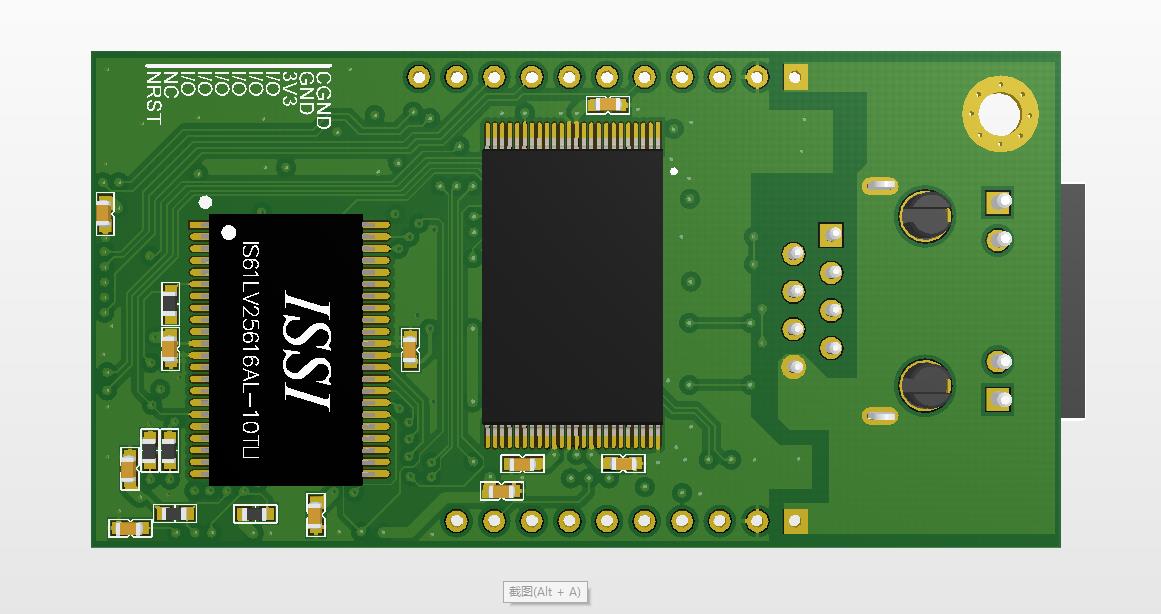 CGND
GND
3V3
I/O
I/O
I/O
I/O
I/O
I/O
NC
NRST
ISSI
IS61LV25616AL-10TLI
截图(Alt + A)